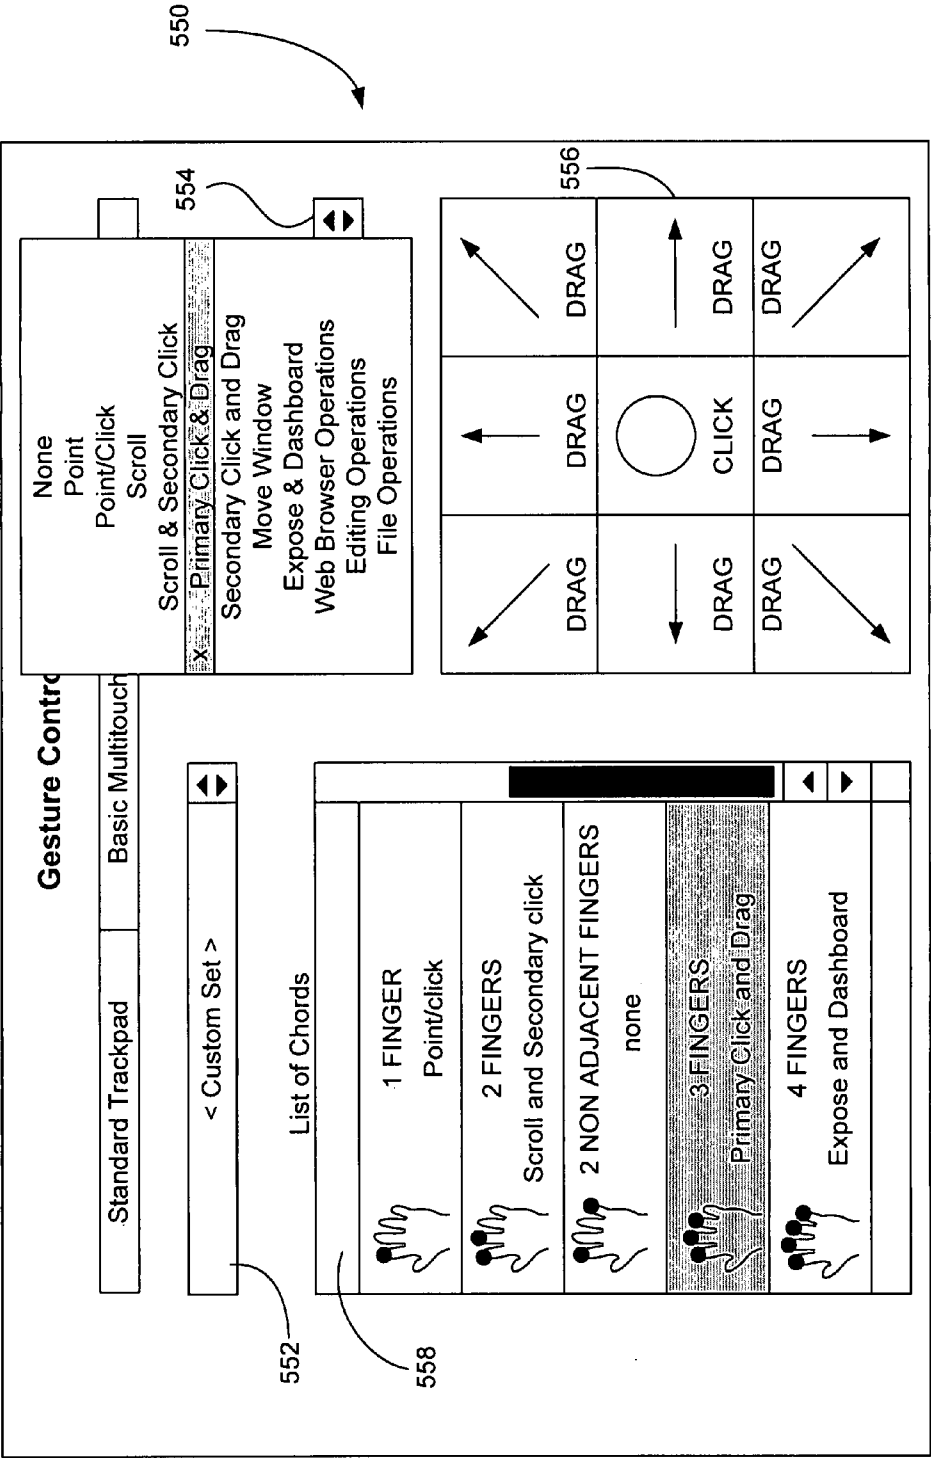 550
Gesture Contro
Standard Trackpad
Basic Multitouch
< Custom Set >
552
List of Chords
558
1 FINGER
Point/click
2 FINGERS
Scroll and Secondary click
2 NON ADJACENT FINGERS
none
3 FINGERS
Primary Click and Drag
4 FINGERS
Expose and Dashboard
None
Point
Point/Click
Scroll
Scroll & Secondary Click
x Primary Click & Drag
Secondary Click and Drag
Move Window
Expose & Dashboard
Web Browser Operations
Editing Operations
File Operations
554
556
DRAG
DRAG
DRAG
DRAG
CLICK
DRAG
DRAG
DRAG
DRAG